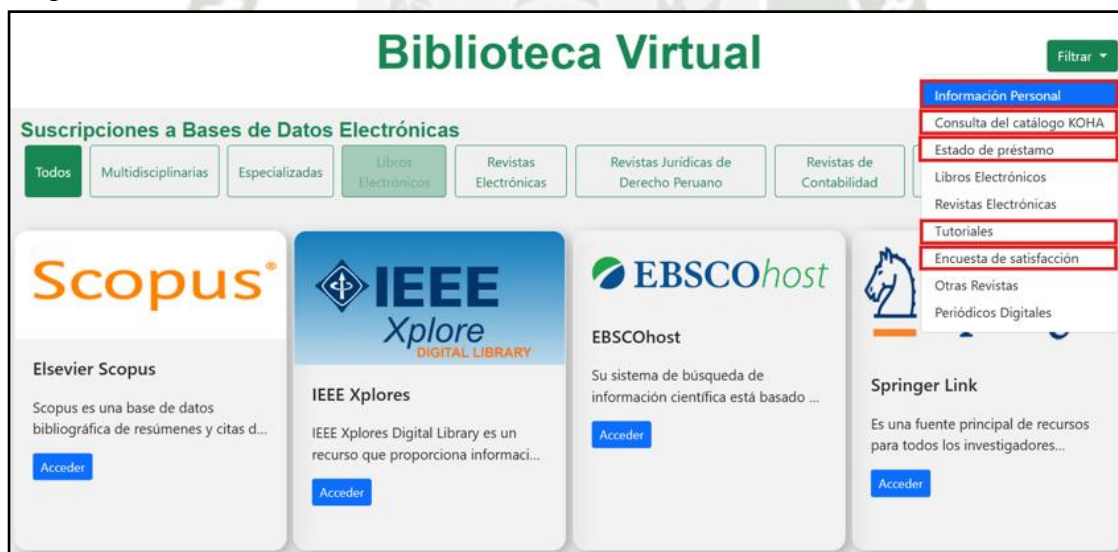 Biblioteca Virtual
Filtrar
Información Personal
Consulta del catálogo KOHA
Estado de préstamo
Libros Electrónicos
Revistas Electrónicas
Tutoriales
Encuesta de satisfacción
Otras Revistas
Periódicos Digitales
Suscripciones a Bases de Datos Electrónicas
Todos
Multidisciplinarias
Especializadas
Libros
Electrónicos
Revistas
Electrónicas
Revistas Jurídicas de
Derecho Peruano
Revistas de
Contabilidad
Scopus®
Elsevier Scopus
Scopus es una base de datos
bibliográfica de resúmenes y citas d...
Acceder
IEEE
Xplore
DIGITAL LIBRARY
IEEE Xplores
IEEE Xplores Digital Library es un
recurso que proporciona informaci...
Acceder
EBSCOhost
EBSCOhost
Su sistema de búsqueda de
información científica está basado ...
Acceder
Springer Link
Es una fuente principal de recursos
para todos los investigadores...
Acceder